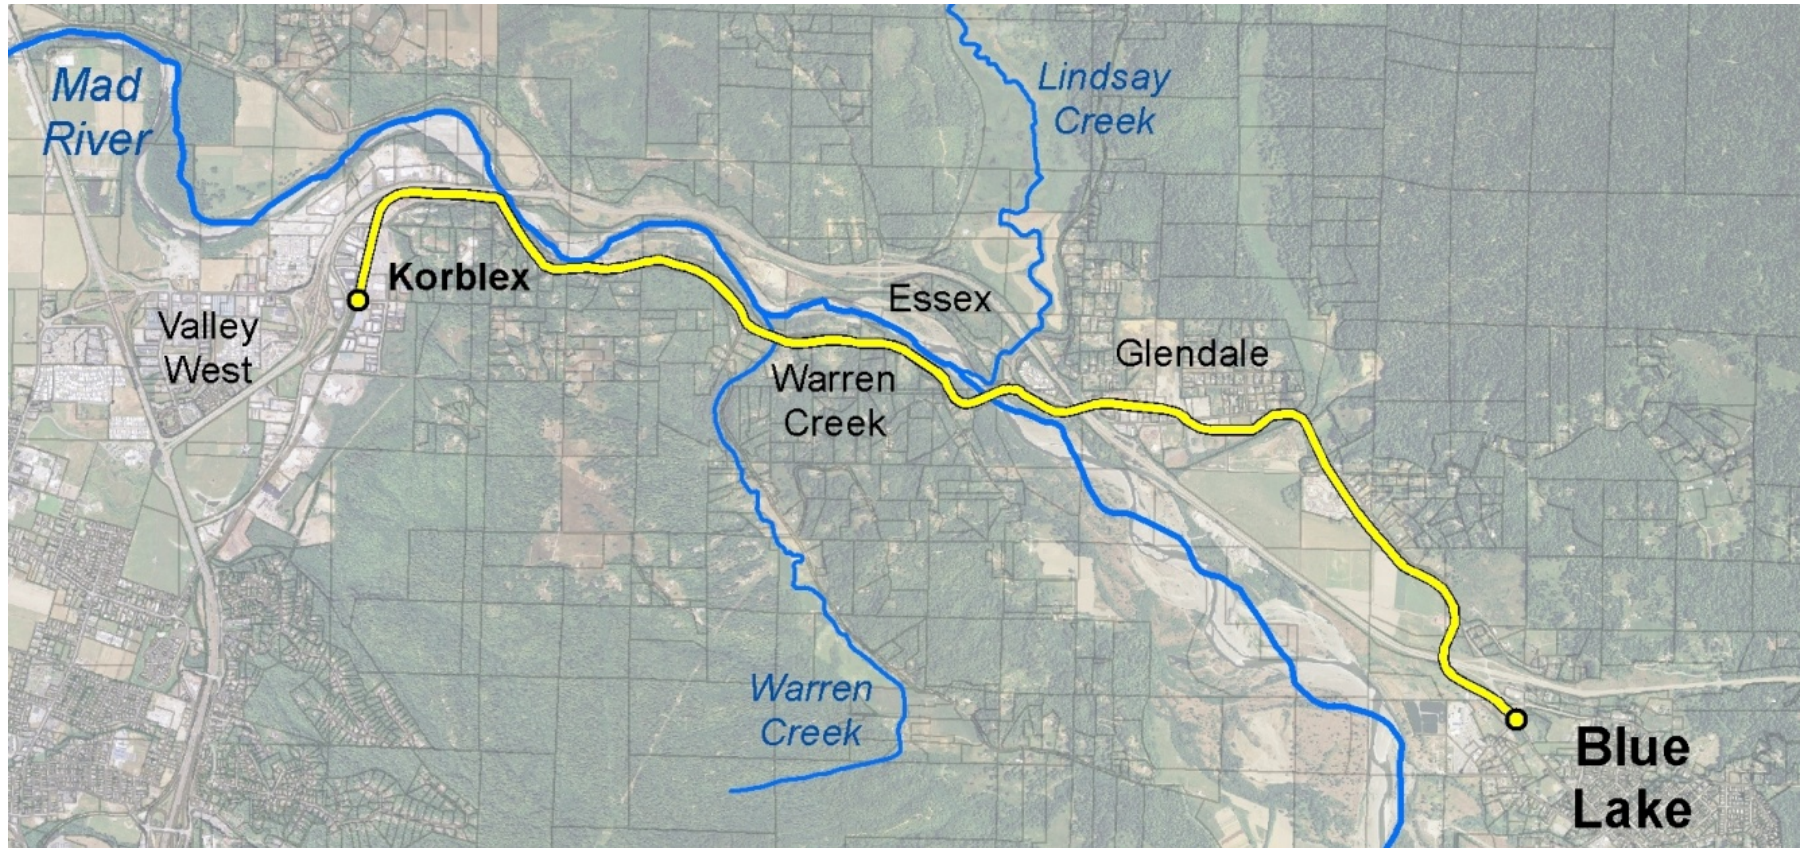 Mad
River
Lindsay
Creek
Korblex
Essex
Valley
West
Glendale
Warren
Creek
Warren
Creek
Blue
Lake